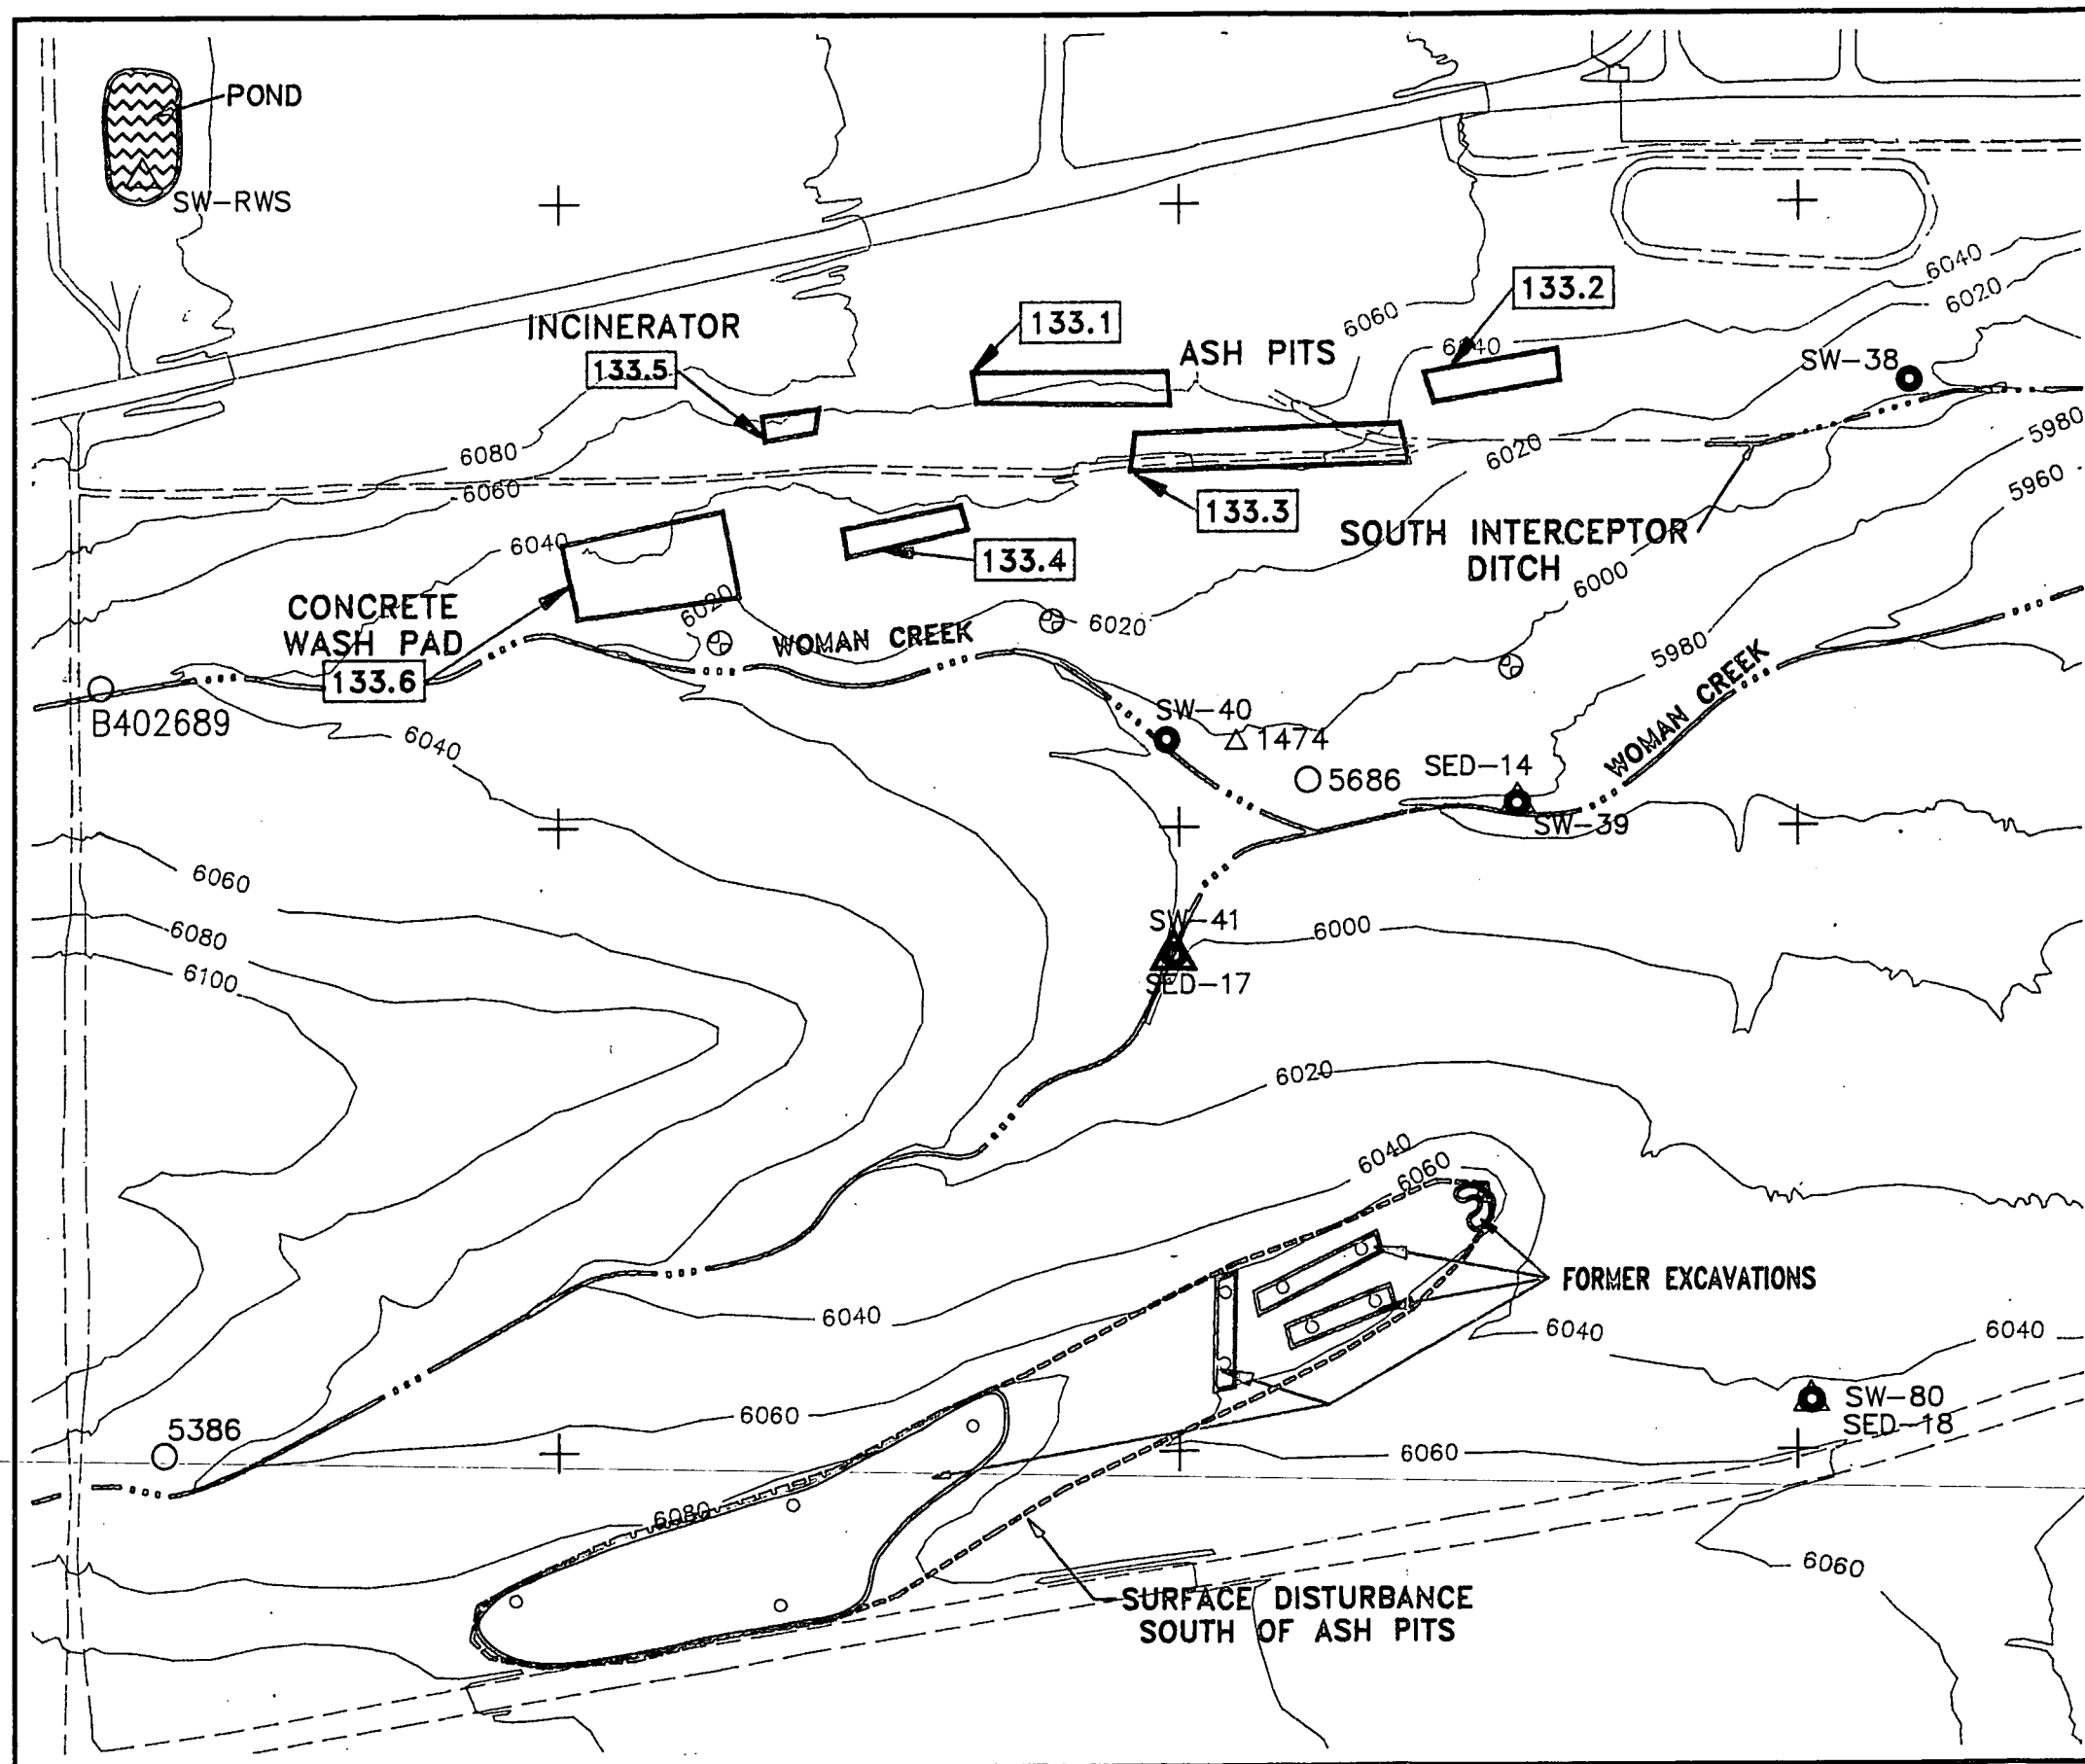 POND
SW-RWS
6040
6020
133.2
133.1
INCINERATOR
6060
ASH PITS
6040
SW-38
133.5
5980
6080
6020
6060
5960
133.3
SOUTH INTERCEPTOR
DITCH
6040
133.4
6000
CONCRETE
WASH PAD
6020
WOMAN CREEK
6020
133.6
5980
WOMAN CREEK
B402689
SW-40
6040
1474
SED-14
5686
SW-39
6060
SW-41
6080
6000
6100
SED-17
6020
6040
6060
FORMER EXCAVATIONS
6040
6040
6040
SW-80
6060
SED-18
5386
6060
6080
6060
SURFACE DISTURBANCE
SOUTH OF ASH PITS